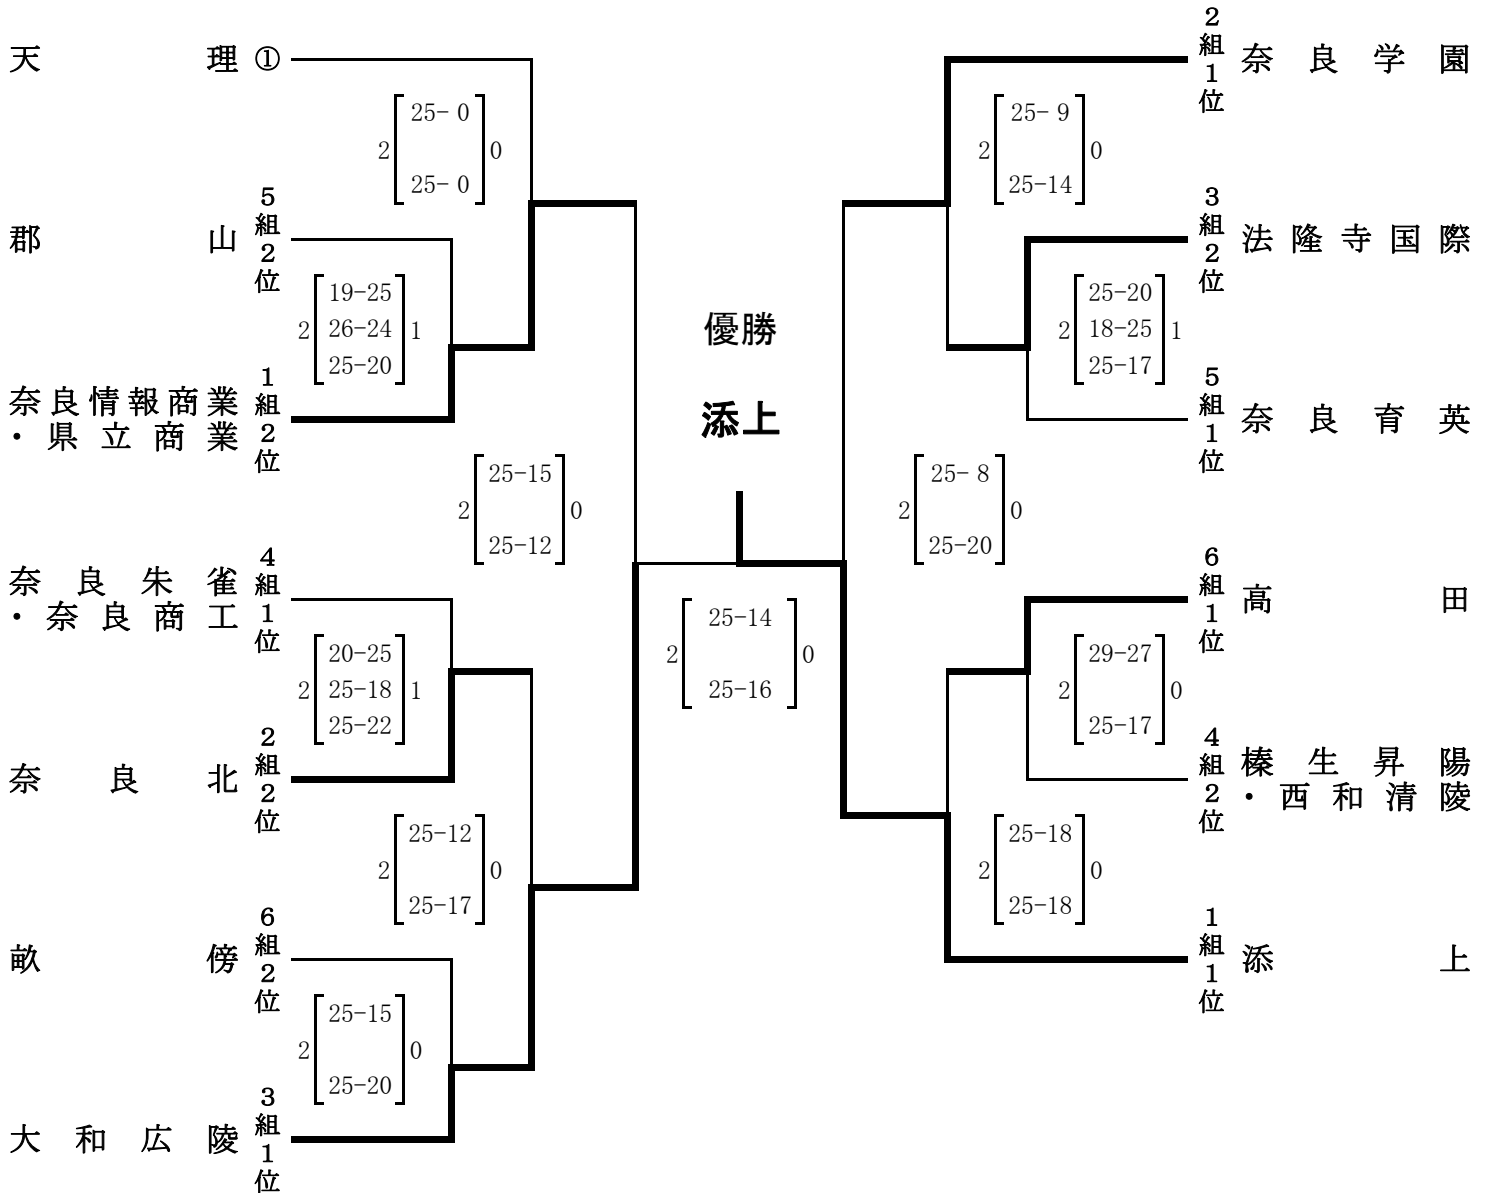 天理 ①
2 [ 25- 0
25- 0 ] 0
郡山 5組2位
2 [ 19-25
26-24
25-20 ] 1
奈良情報商業
・県立商業 1組2位
2 [ 25-15
25-12 ] 0
奈良朱雀
・奈良商工 4組1位
2 [ 20-25
25-18
25-22 ] 1
奈良北 2組2位
2 [ 25-12
25-17 ] 0
畝傍 6組2位
2 [ 25-15
25-20 ] 0
大和広陵 3組1位
優勝
添上
2 [ 25-14
25-16 ] 0
2組1位 奈良学園
2 [ 25- 9
25-14 ] 0
3組2位 法隆寺国際
2 [ 25-20
18-25
25-17 ] 1
5組1位 奈良育英
2 [ 25- 8
25-20 ] 0
6組1位 高田
2 [ 29-27
25-17 ] 0
4組2位 榛生昇陽
・西和清陵
2 [ 25-18
25-18 ] 0
1組1位 添上